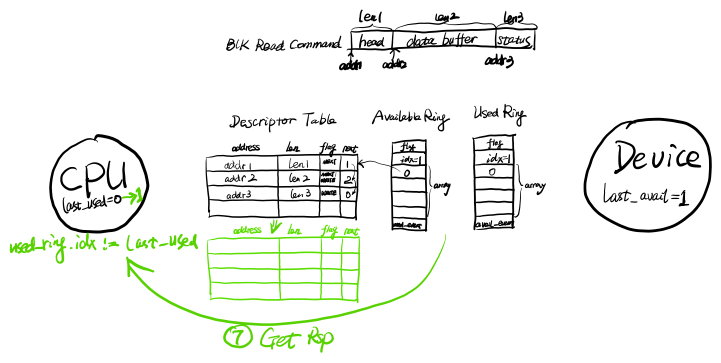 len1 len2 len3
BLK Read Command head data buffer status
addr1 addr2 addr3
Descriptor Table Available Ring Used Ring
address len flag next
addr1 len1 next 1
addr2 len2 2
addr3 len3 write 0
flag
idx=1
0
array
used_event
flag
idx=1
0
array
avail_event
CPU
last_used=0→1
used_ring.idx != last_used
Device
last_avail=1
address len flag next
⑦ Get Rsp